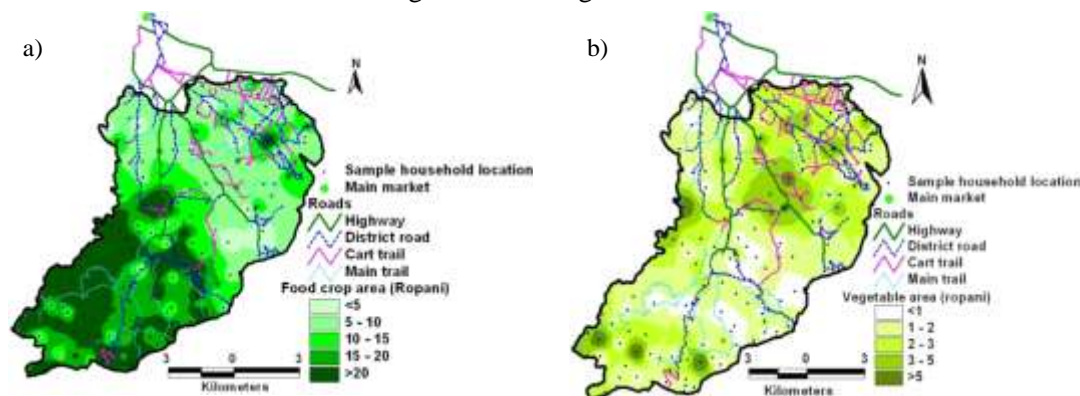 a)
N
Sample household location
Main market
Roads
Highway
District road
Cart trail
Main trail
Food crop area (Ropani)
<5
5 - 10
10 - 15
15 - 20
>20
3 0 3
Kilometers
b)
N
Sample household location
Main market
Roads
Highway
District road
Cart trail
Main trail
Vegetable area (ropani)
<1
1 - 2
2 - 3
3 - 5
>5
3 0 3
Kilometers